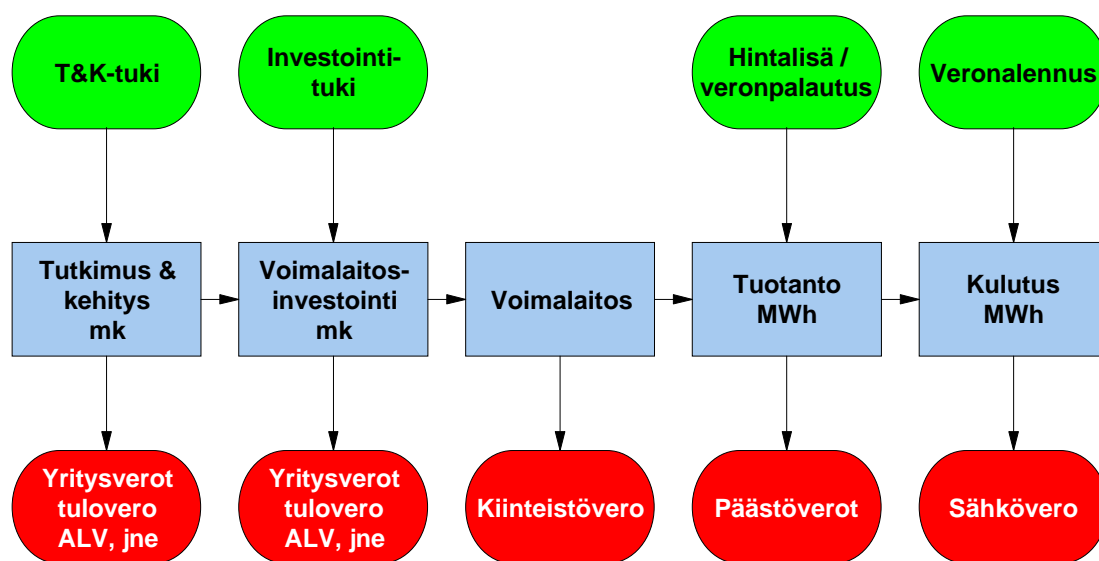 T&K-tuki
Investointi-
tuki
Hintalisä /
veronpalautus
Veronalennus
Tutkimus &
kehitys
mk
Voimalaitos-
investointi
mk
Voimalaitos
Tuotanto
MWh
Kulutus
MWh
Yritysverot
tulovero
ALV, jne
Yritysverot
tulovero
ALV, jne
Kiinteistövero
Päästöverot
Sähkövero